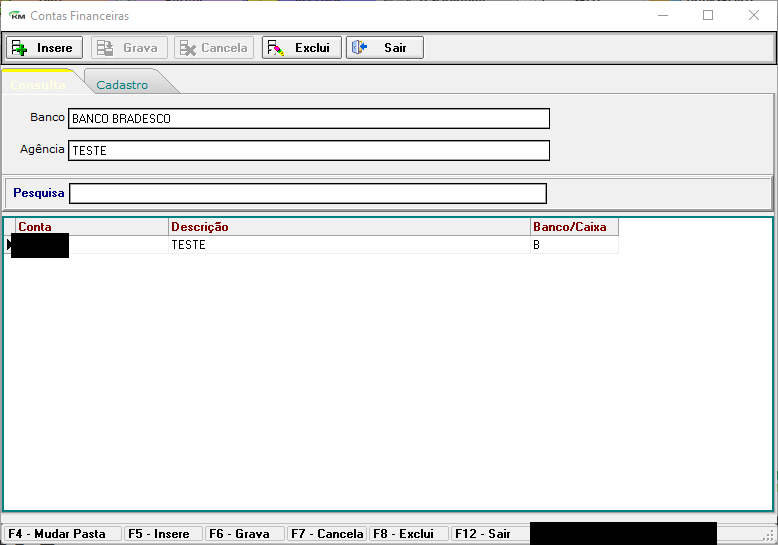 KM Contas Financeiras
Insere Grava Cancela Exclui Sair
Consulta Cadastro
Banco BANCO BRADESCO
Agência TESTE
Pesquisa
Conta Descrição Banco/Caixa
TESTE B
F4 - Mudar Pasta F5 - Insere F6 - Grava F7 - Cancela F8 - Exclui F12 - Sair